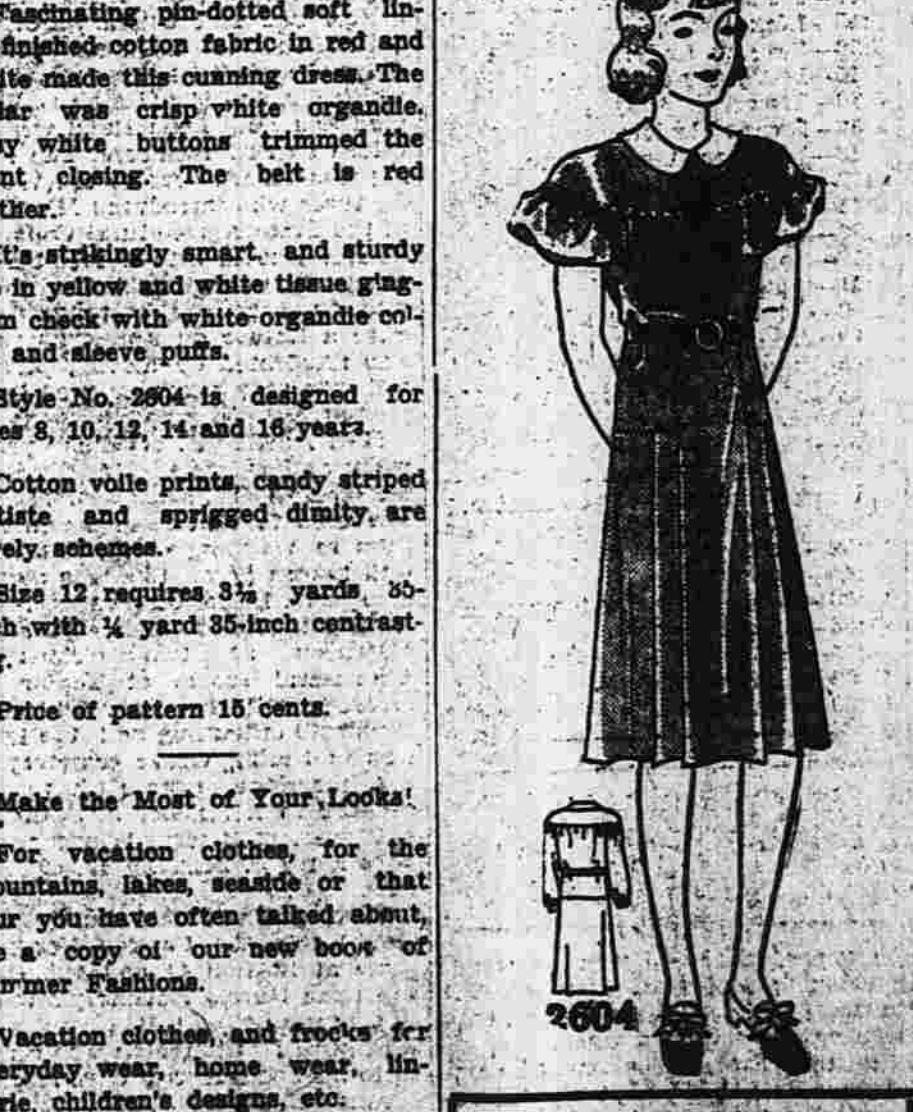 Fascinating pin-dotted soft lin-
finished cotton fabric in red and
ite made this cunning dress. The
lar was crisp white organdie.
ny white buttons trimmed the
nt closing. The belt is red
ther.
It's strikingly smart and sturdy
in yellow and white tissue ging-
m check with white organdie col-
and sleeve puffs.
Style No. 2604 is designed for
es 8, 10, 12, 14 and 16 years.
Cotton voile prints, candy striped
tiste and sprigged dimity are
ely schemes.
Size 12 requires 3⅛ yards 35-
ch with ¼ yard 35-inch centrast-
Price of pattern 15 cents.
Make the Most of Your Looks!
For vacation clothes, for the
ountains, lakes, seaside or that
ur you have often talked about,
e a copy of our new book of
mmer Fashions.
Vacation clothes, and frocks for
eryday wear, home wear, lin-
rie, children's designs, etc.
2604